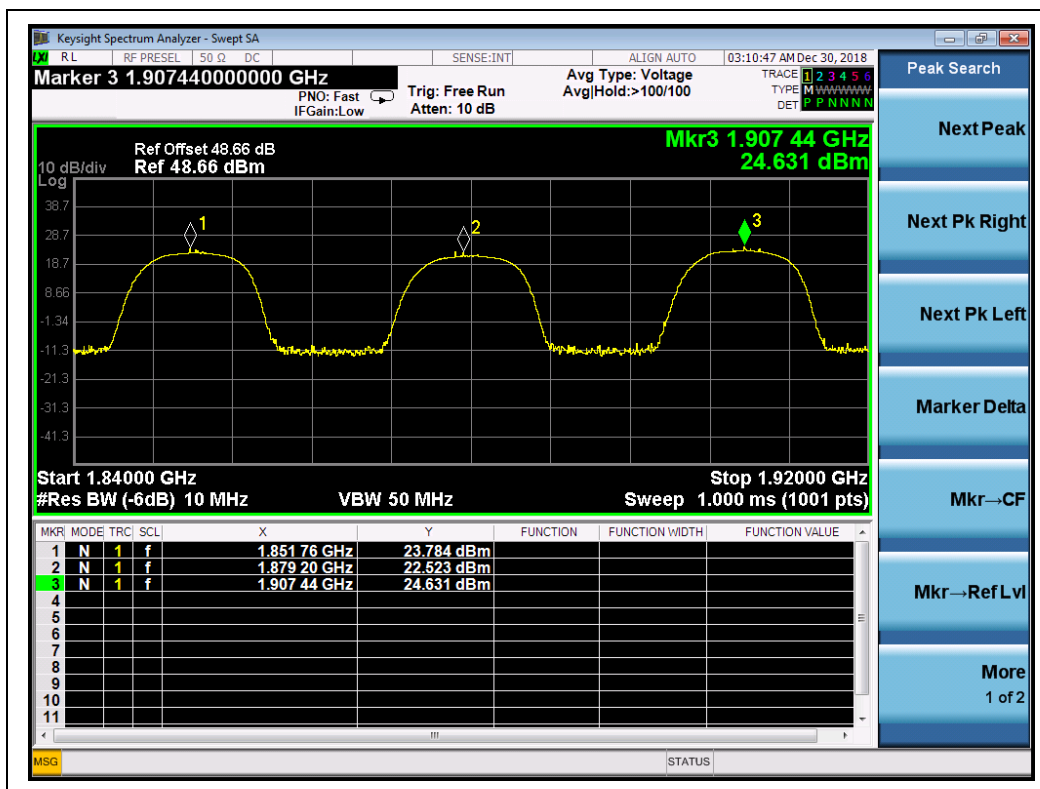 Keysight Spectrum Analyzer - Swept SA
LXI RL RF PRESEL 50 Ω DC SENSE:INT ALIGN AUTO 03:10:47 AM Dec 30, 2018
Marker 3 1.907440000000 GHz
PNO: Fast
IFGain:Low
Trig: Free Run
Atten: 10 dB
Avg Type: Voltage
Avg|Hold:>100/100
TRACE 1 2 3 4 5 6
TYPE M WWWWW
DET P P N N N N
Mkr3 1.907 44 GHz
24.631 dBm
Ref Offset 48.66 dB
10 dB/div Ref 48.66 dBm
Log
38.7
28.7
18.7
8.66
-1.34
-11.3
-21.3
-31.3
-41.3
1
2
3
Start 1.84000 GHz Stop 1.92000 GHz
#Res BW (-6dB) 10 MHz VBW 50 MHz Sweep 1.000 ms (1001 pts)
MKR MODE TRC SCL X Y FUNCTION FUNCTION WIDTH FUNCTION VALUE
1 N 1 f 1.851 76 GHz 23.784 dBm
2 N 1 f 1.879 20 GHz 22.523 dBm
3 N 1 f 1.907 44 GHz 24.631 dBm
4
5
6
7
8
9
10
11
MSG STATUS
Peak Search
Next Peak
Next Pk Right
Next Pk Left
Marker Delta
Mkr→CF
Mkr→Ref Lvl
More
1 of 2